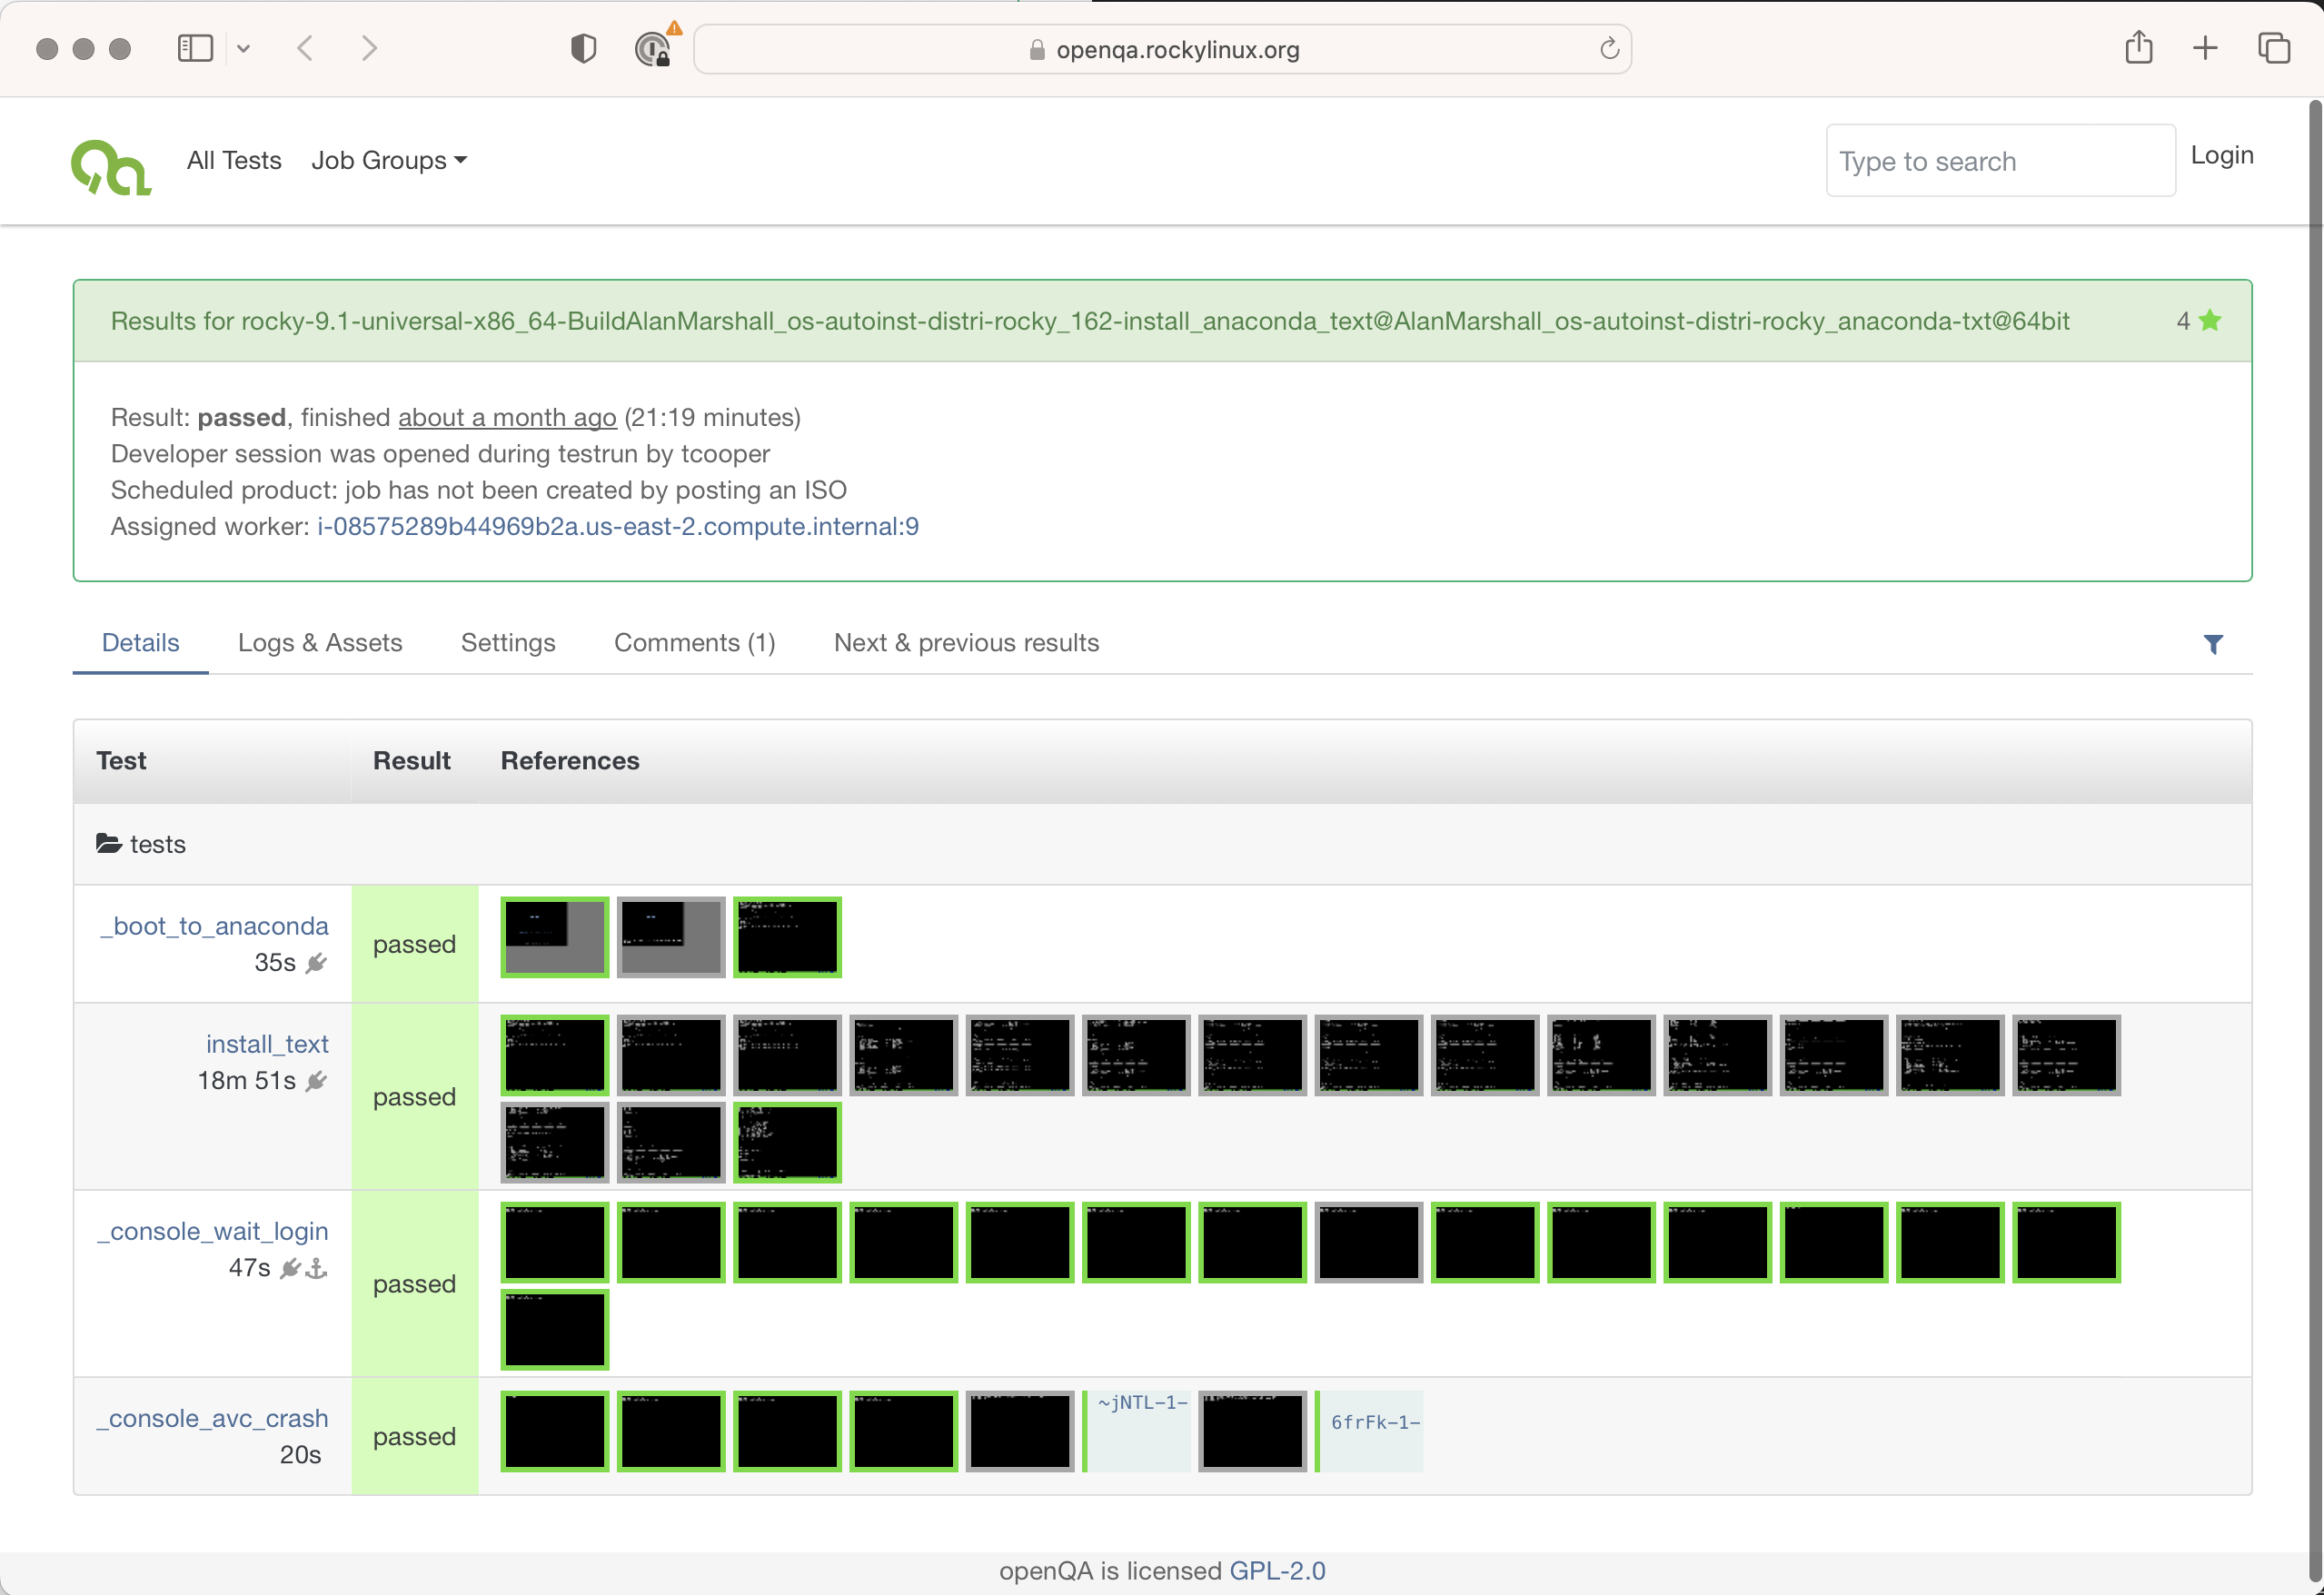 openqa.rockylinux.org
All Tests Job Groups
Type to search
Login
Results for rocky-9.1-universal-x86_64-BuildAlanMarshall_os-autoinst-distri-rocky_162-install_anaconda_text@AlanMarshall_os-autoinst-distri-rocky_anaconda-txt@64bit 4
Result: passed, finished about a month ago (21:19 minutes)
Developer session was opened during testrun by tcooper
Scheduled product: job has not been created by posting an ISO
Assigned worker: i-08575289b44969b2a.us-east-2.compute.internal:9
Details Logs & Assets Settings Comments (1) Next & previous results
Test Result References
tests
_boot_to_anaconda
35s
passed
install_text
18m 51s
passed
_console_wait_login
47s
passed
_console_avc_crash
20s
passed
~jNTL-1-
6frFk-1-
openQA is licensed GPL-2.0